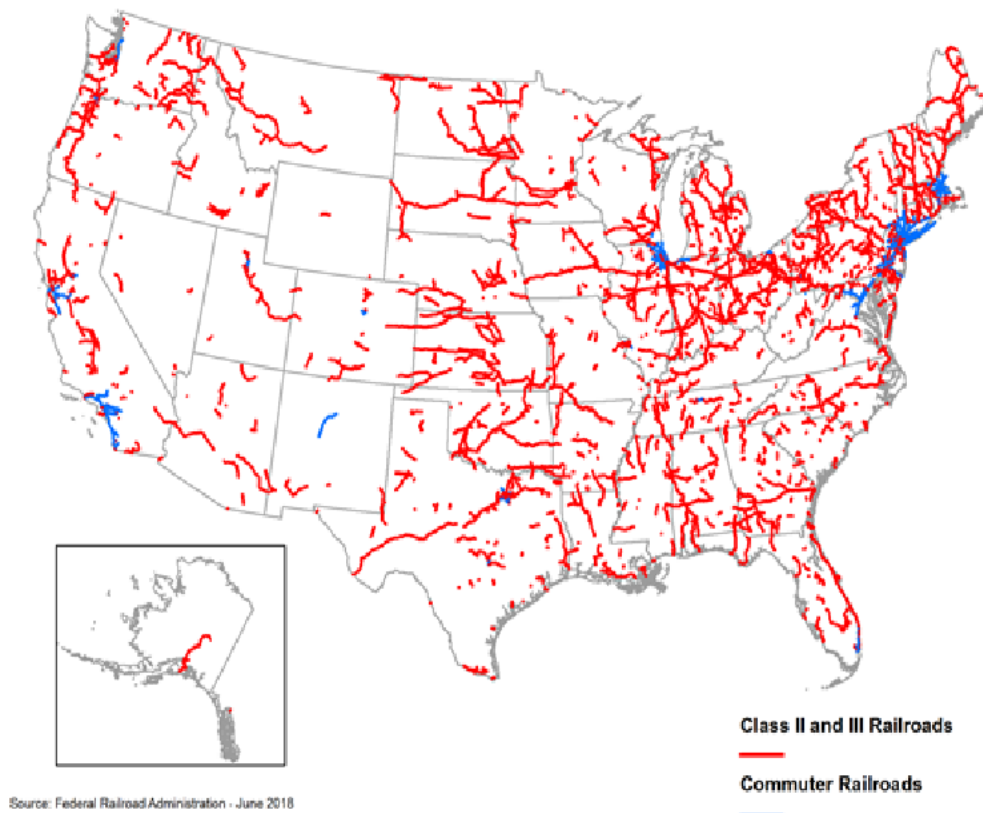 Class II and III Railroads
Commuter Railroads
Source: Federal Railroad Administration - June 2018